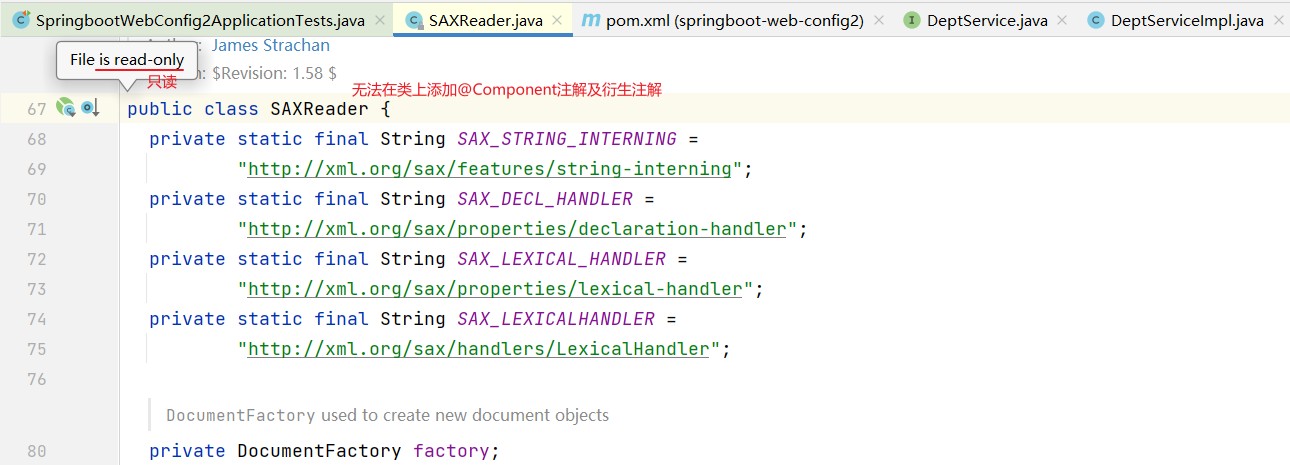 SpringbootWebConfig2ApplicationTests.java × SAXReader.java × pom.xml (springboot-web-config2) × DeptService.java × DeptServiceImpl.java ×
James Strachan
File is read-only
n: $Revision: 1.58 $
只读
无法在类上添加@Component注解及衍生注解
67 public class SAXReader {
68 private static final String SAX_STRING_INTERNING =
69 "http://xml.org/sax/features/string-interning";
70 private static final String SAX_DECL_HANDLER =
71 "http://xml.org/sax/properties/declaration-handler";
72 private static final String SAX_LEXICAL_HANDLER =
73 "http://xml.org/sax/properties/lexical-handler";
74 private static final String SAX_LEXICALHANDLER =
75 "http://xml.org/sax/handlers/LexicalHandler";
76
DocumentFactory used to create new document objects
80 private DocumentFactory factory;